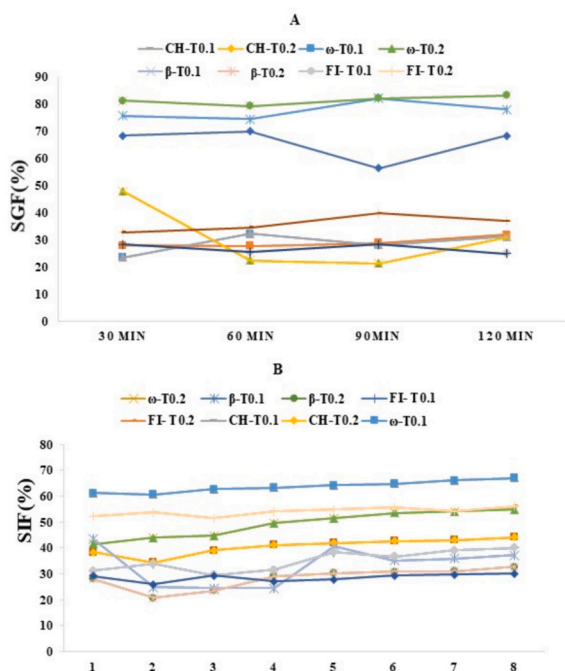 A
CH-T0.1 CH-T0.2 ω-T0.1 ω-T0.2
β-T0.1 β-T0.2 FI- T0.1 FI- T0.2
90
80
70
60
50
40
30
20
10
0
SGF(%)
30 MIN 60 MIN 90MIN 120 MIN
B
ω-T0.2 β-T0.1 β-T0.2 FI- T0.1
FI- T0.2 CH-T0.1 CH-T0.2 ω-T0.1
80
70
60
50
40
30
20
10
0
SIF(%)
1 2 3 4 5 6 7 8